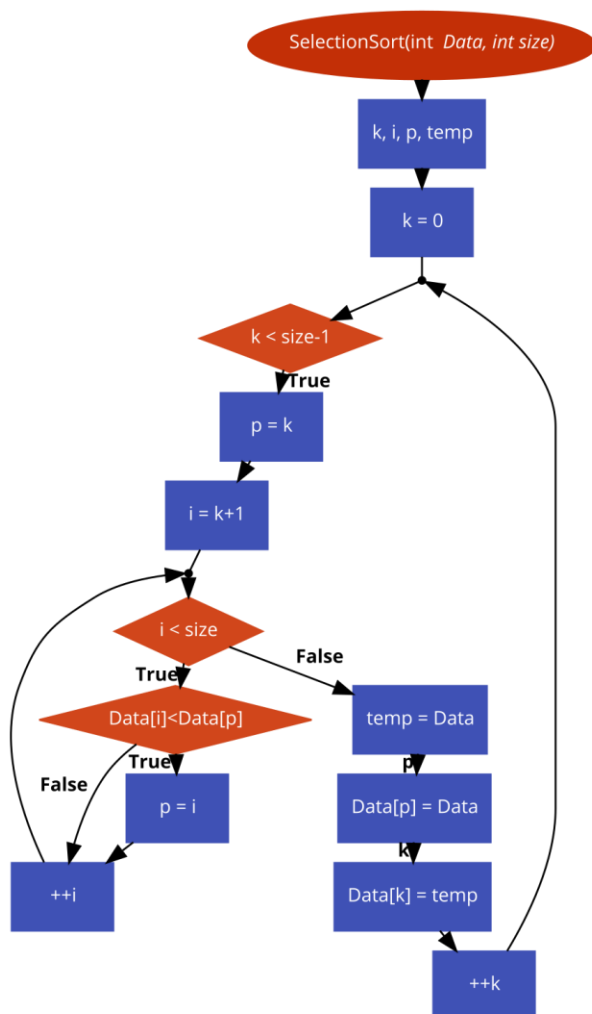 SelectionSort(int Data, int size)
k, i, p, temp
k = 0
k < size-1
True
p = k
i = k+1
i < size
False
True
Data[i]<Data[p]
temp = Data
True
p
False
p = i
Data[p] = Data
k
++i
Data[k] = temp
++k